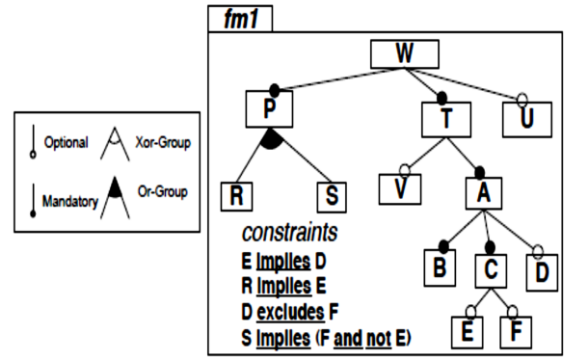 fm1
W
P
T
U
Optional
Xor-Group
Mandatory
Or-Group
R
S
V
A
constraints
E Implies D
R Implies E
D excludes F
S Implies (F and not E)
B
C
D
E
F